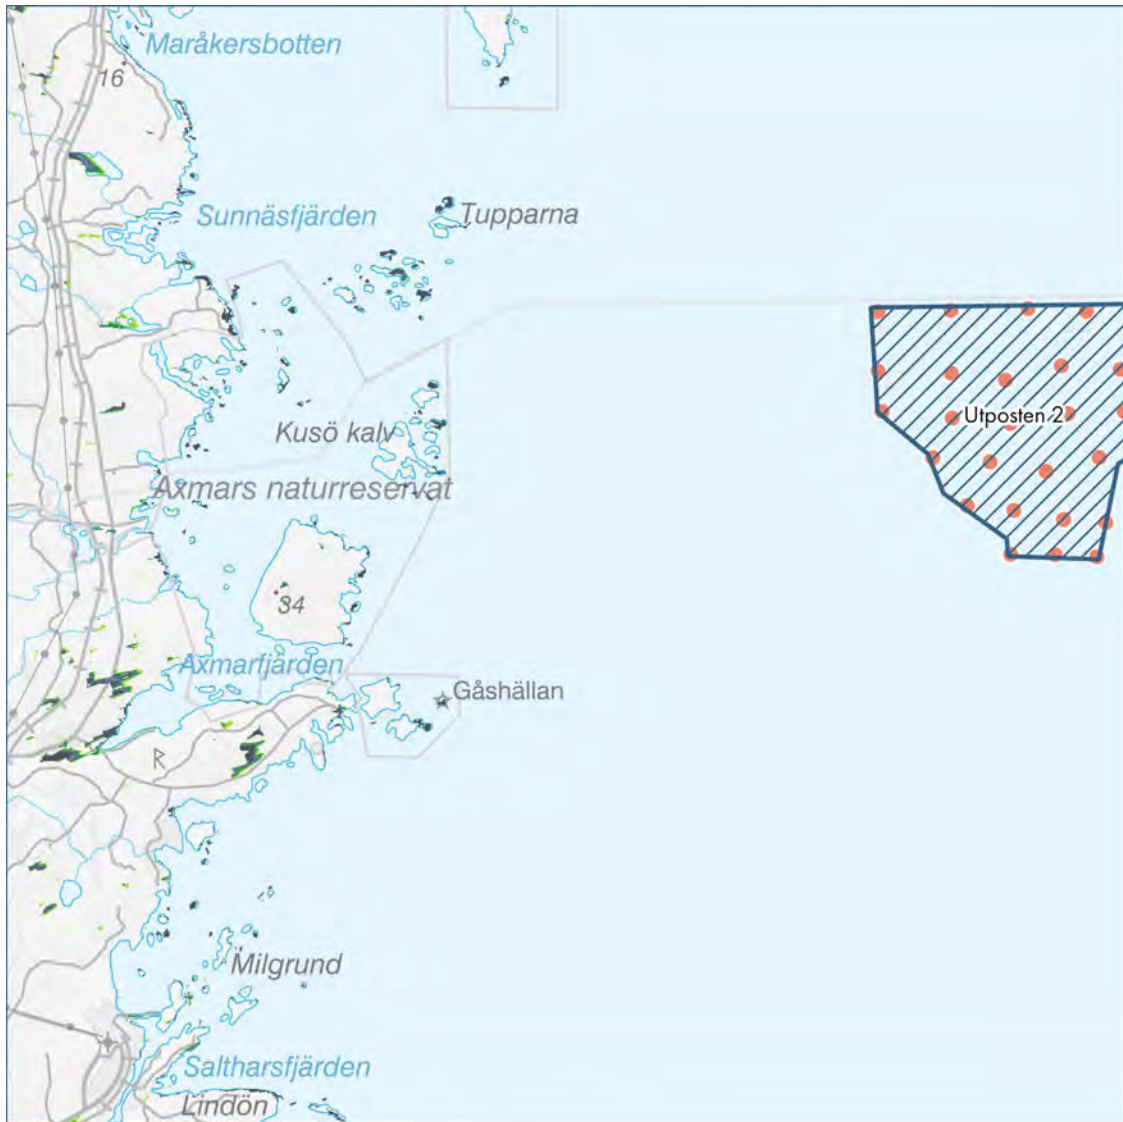 Maråkersbotten
16
Sunnäsfjärden
Tupparna
Utposten 2
Kusö kalv
Axmars naturreservat
34
Axmarfjärden
Gåshällan
R
Milgrund
Saltharsfjärden
Lindön